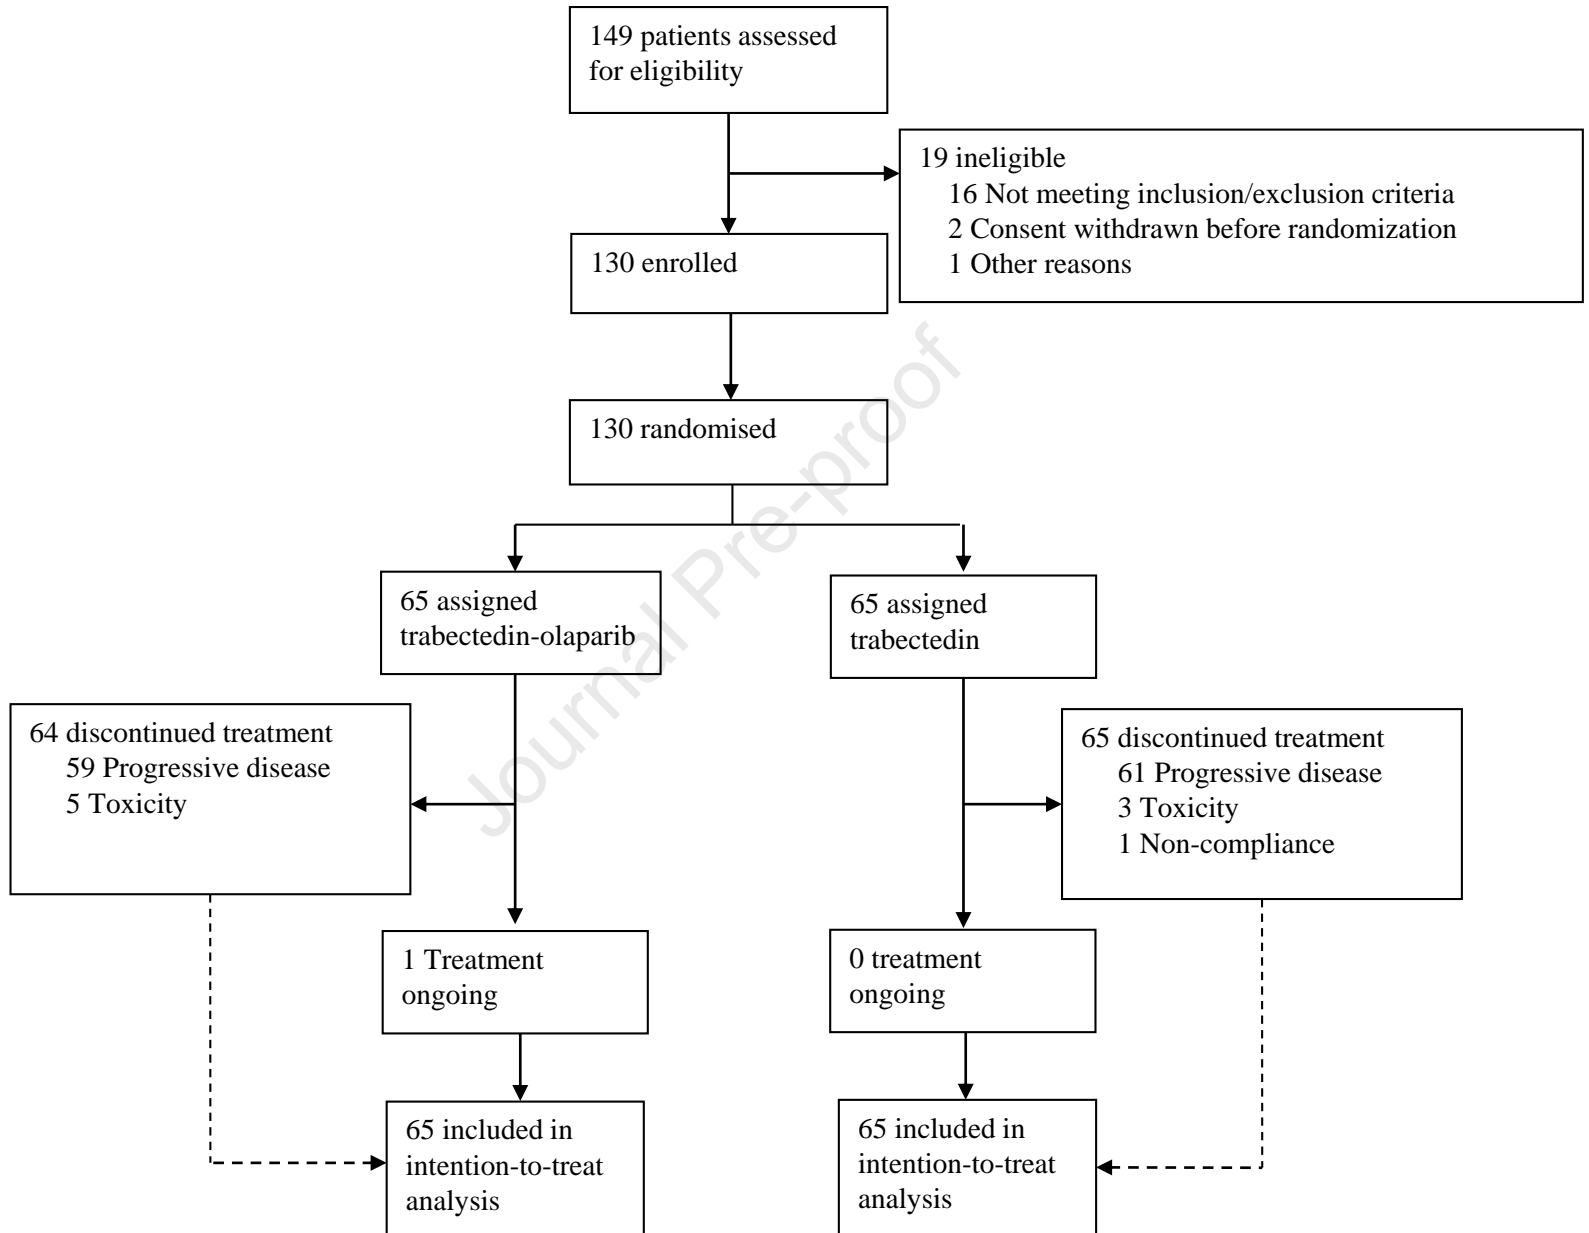 149 patients assessed
for eligibility
19 ineligible
16 Not meeting inclusion/exclusion criteria
2 Consent withdrawn before randomization
1 Other reasons
130 enrolled
130 randomised
65 assigned
trabectedin-olaparib
65 assigned
trabectedin
64 discontinued treatment
59 Progressive disease
5 Toxicity
65 discontinued treatment
61 Progressive disease
3 Toxicity
1 Non-compliance
1 Treatment
ongoing
0 treatment
ongoing
65 included in
intention-to-treat
analysis
65 included in
intention-to-treat
analysis
Journal Pre-proof